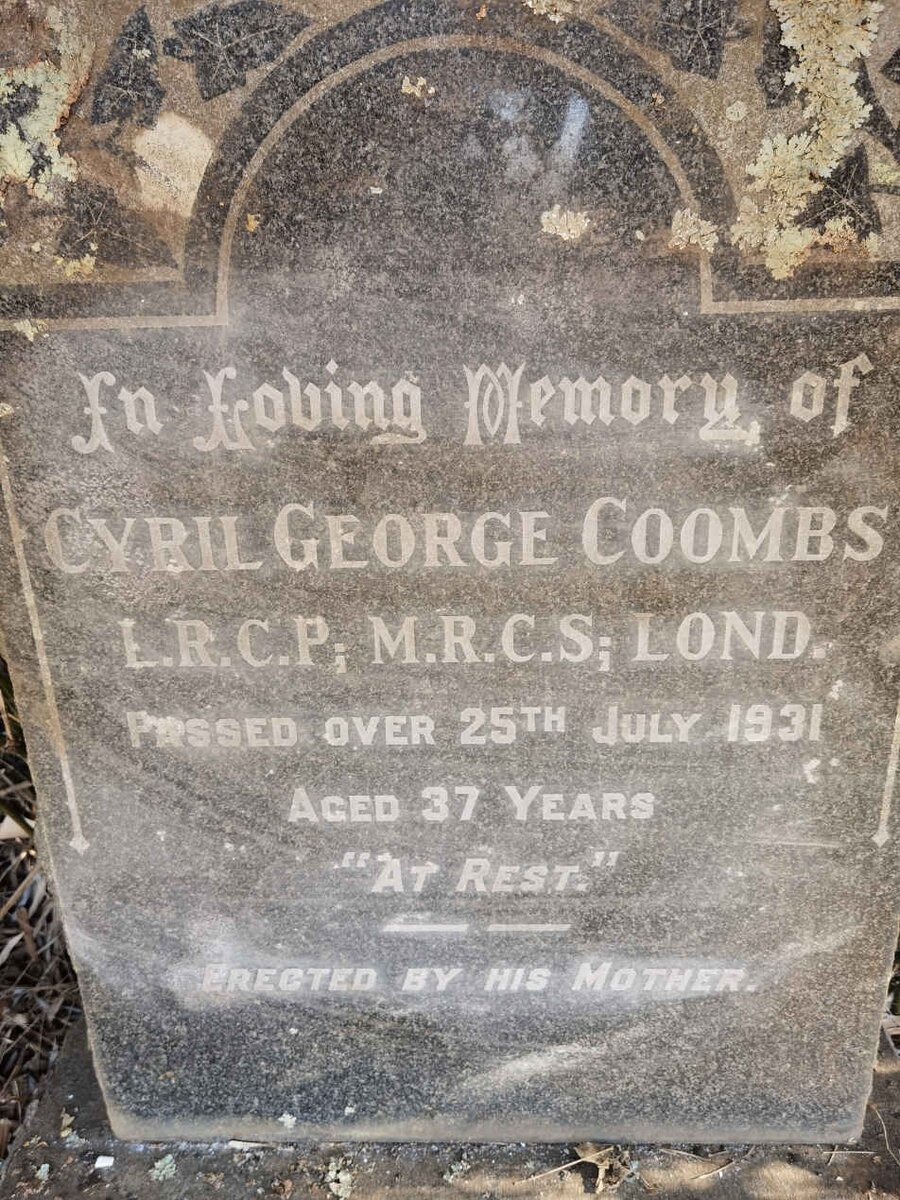 In Loving Memory of
CYRIL GEORGE COOMBS
L.R.C.P; M.R.C.S; LOND.
PASSED OVER 25TH JULY 1931
AGED 37 YEARS
"AT REST."
ERECTED BY HIS MOTHER.